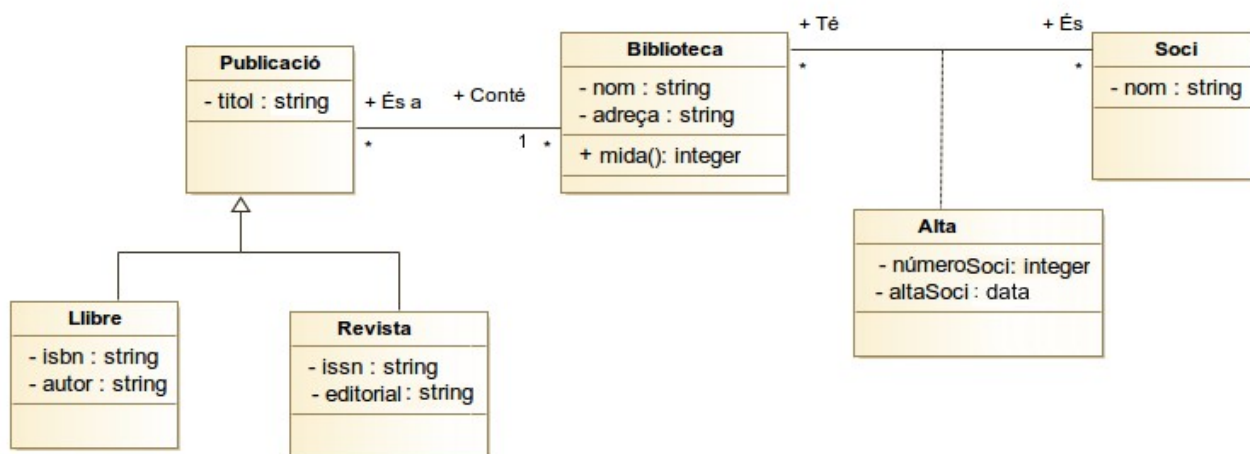 + Té
+ És
Publicació
- titol : string
+ És a
+ Conté
*
1
*
Biblioteca
- nom : string
- adreça : string
+ mida(): integer
*
*
Soci
- nom : string
Alta
- númeroSoci: integer
- altaSoci : data
Llibre
- isbn : string
- autor : string
Revista
- issn : string
- editorial : string